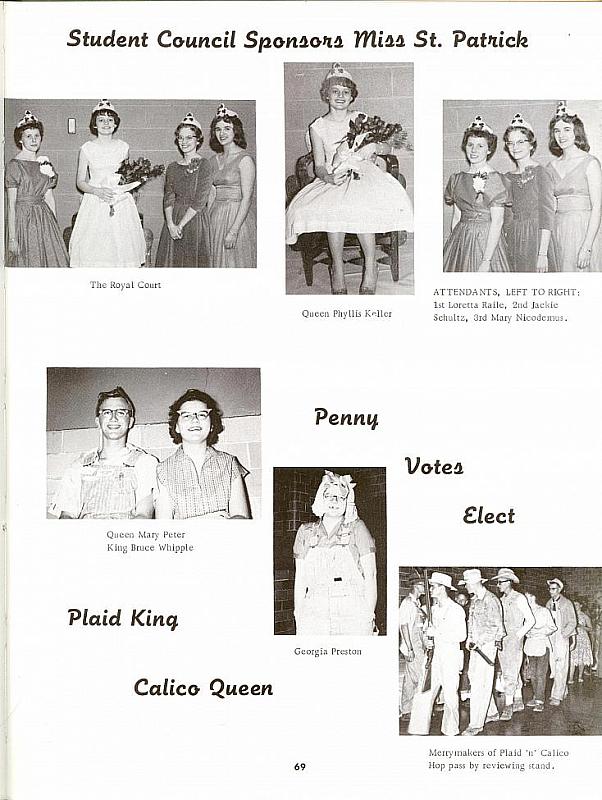 Student Council Sponsors Miss St. Patrick
The Royal Court
Queen Phyllis Keller
ATTENDANTS, LEFT TO RIGHT:
1st Loretta Raile, 2nd Jackie
Schultz, 3rd Mary Nicodemus.
Penny
Votes
Elect
Queen Mary Peter
King Bruce Whipple
Plaid King
Georgia Preston
Calico Queen
Merrymakers of Plaid "n" Calico
Hop pass by reviewing stand.
69